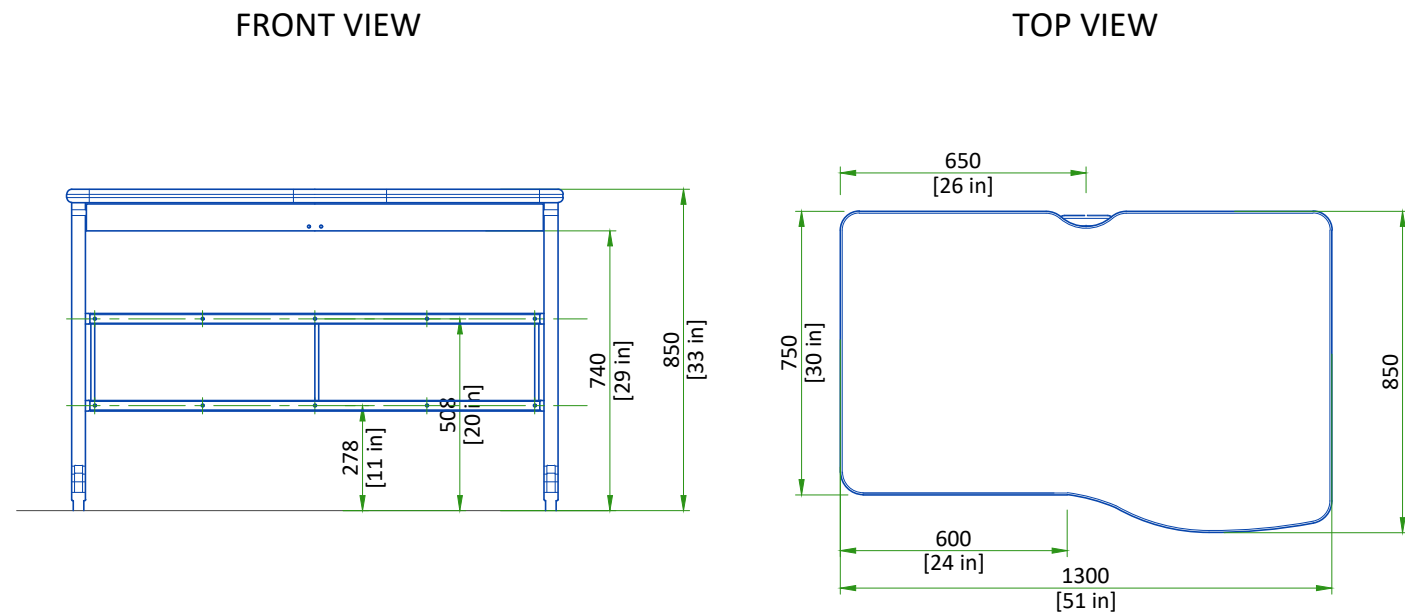 FRONT VIEW
TOP VIEW
650
[26 in]
278
[11 in]
508
[20 in]
740
[29 in]
850
[33 in]
750
[30 in]
850
600
[24 in]
1300
[51 in]